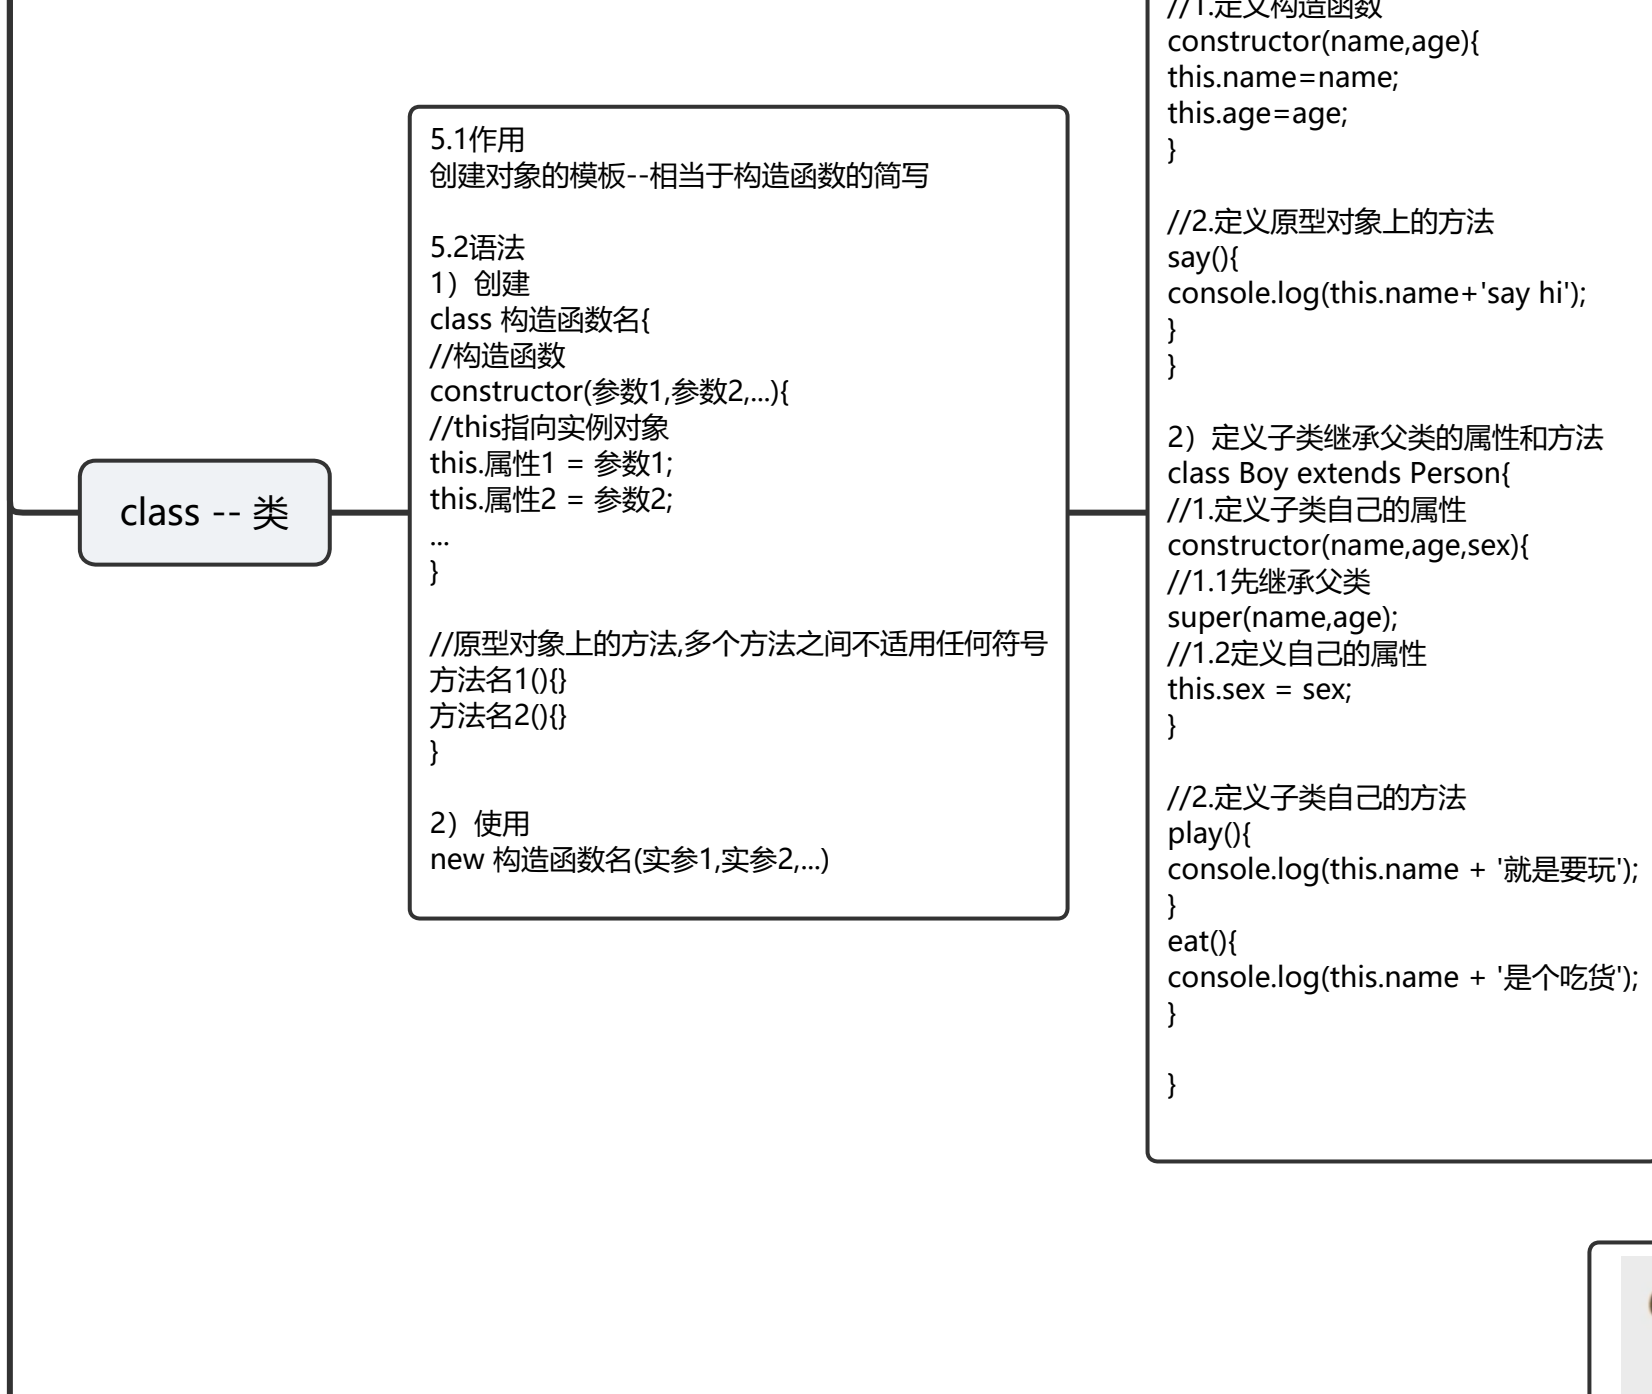 class -- 类
5.1作用
创建对象的模板--相当于构造函数的简写
5.2语法
1）创建
class 构造函数名{
//构造函数
constructor(参数1,参数2,...){
//this指向实例对象
this.属性1 = 参数1;
this.属性2 = 参数2;
...
}
//原型对象上的方法,多个方法之间不适用任何符号
方法名1(){}
方法名2(){}
}
2）使用
new 构造函数名(实参1,实参2,...)
//1.定义构造函数
constructor(name,age){
this.name=name;
this.age=age;
}
//2.定义原型对象上的方法
say(){
console.log(this.name+'say hi');
}
}
2）定义子类继承父类的属性和方法
class Boy extends Person{
//1.定义子类自己的属性
constructor(name,age,sex){
//1.1先继承父类
super(name,age);
//1.2定义自己的属性
this.sex = sex;
}
//2.定义子类自己的方法
play(){
console.log(this.name + '就是要玩');
}
eat(){
console.log(this.name + '是个吃货');
}
}